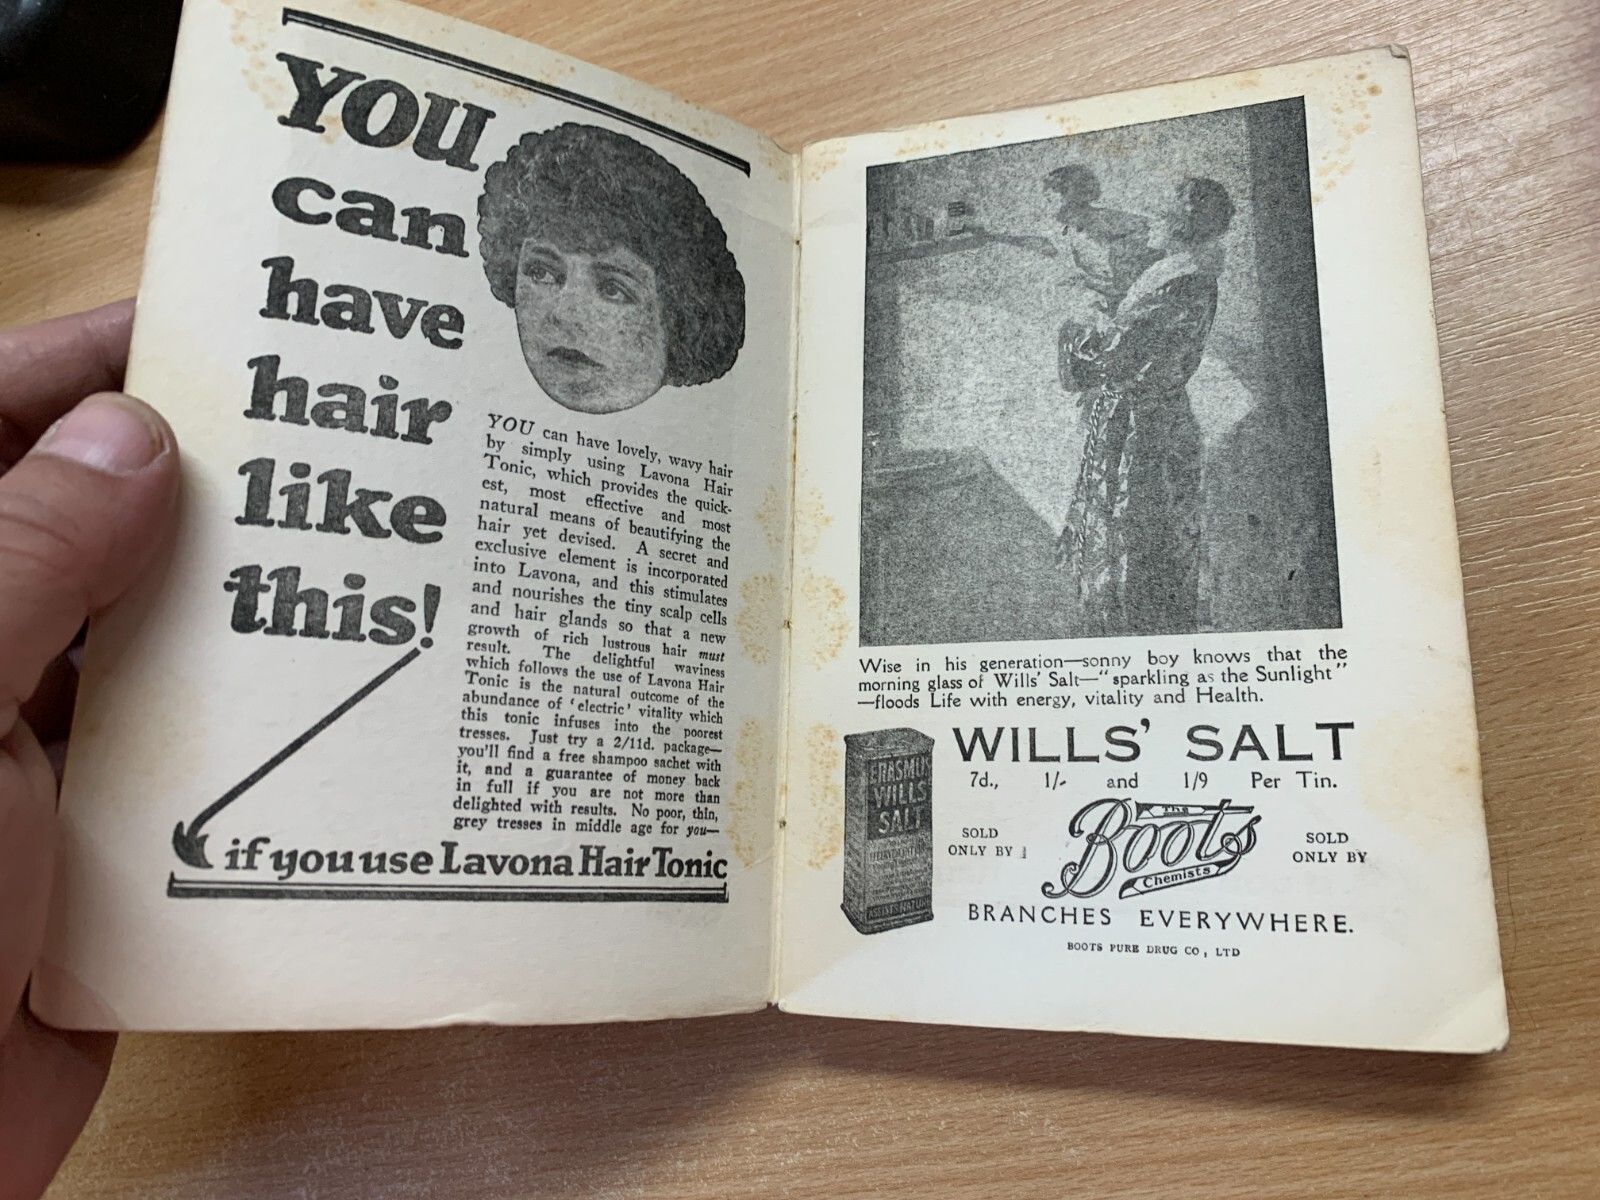 YOU
can
have
hair
like
this!
YOU can have lovely, wavy hair
by simply using Lavona Hair
Tonic, which provides the quick-
est, most effective and most
natural means of beautifying the
hair yet devised. A secret and
exclusive element is incorporated
into Lavona, and this stimulates
and nourishes the tiny scalp cells
and hair glands so that a new
growth of rich lustrous hair must
result. The delightful waviness
which follows the use of Lavona Hair
Tonic is the natural outcome of the
abundance of 'electric' vitality which
this tonic infuses into the poorest
tresses. Just try a 2/11d. package—
you'll find a free shampoo sachet with
it, and a guarantee of money back
in full if you are not more than
delighted with results. No poor, thin,
grey tresses in middle age for you—
if you use Lavona Hair Tonic
Wise in his generation—sonny boy knows that the
morning glass of Wills' Salt—"sparkling as the Sunlight"
—floods Life with energy, vitality and Health.
ERASMUS
WILLS
SALT
WILLS' SALT
7d., 1/- and 1/9 Per Tin.
SOLD
ONLY BY
The
Boots
Chemists
SOLD
ONLY BY
BRANCHES EVERYWHERE.
BOOTS PURE DRUG CO., LTD